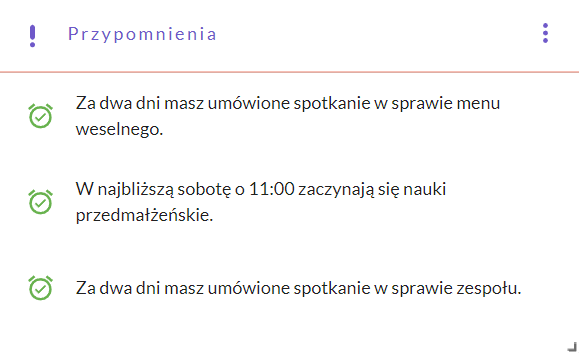 Przypomnienia
Za dwa dni masz umówione spotkanie w sprawie menu
weselnego.
W najbliższą sobotę o 11:00 zaczynają się nauki
przedmałżeńskie.
Za dwa dni masz umówione spotkanie w sprawie zespołu.